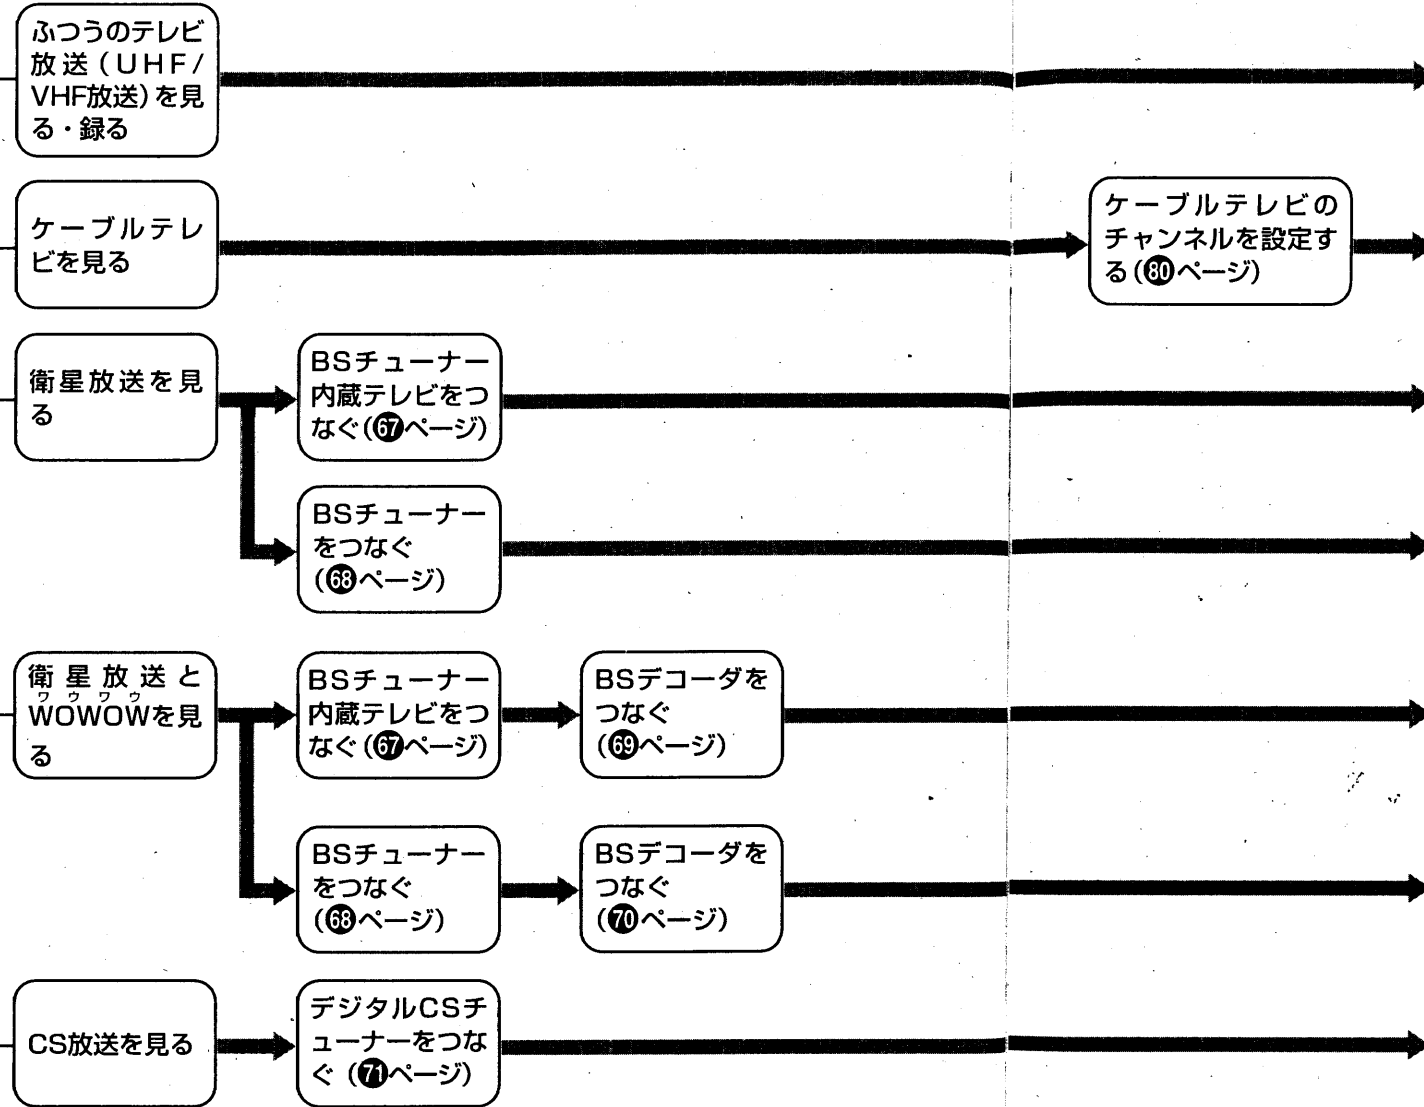 ふつうのテレビ
放送(UHF/
VHF放送)を見
る・録る
ケーブルテレ
ビを見る
ケーブルテレビの
チャンネルを設定す
る(80ページ)
衛星放送を見
る
BSチューナー
内蔵テレビをつ
なぐ(67ページ)
BSチューナー
をつなぐ
(68ページ)
衛星放送と
ワウワウ
WOWOWを見
る
BSチューナー
内蔵テレビをつ
なぐ(67ページ)
BSデコーダを
つなぐ
(69ページ)
BSチューナー
をつなぐ
(68ページ)
BSデコーダを
つなぐ
(70ページ)
CS放送を見る
デジタルCSチ
ューナーをつな
ぐ(71ページ)